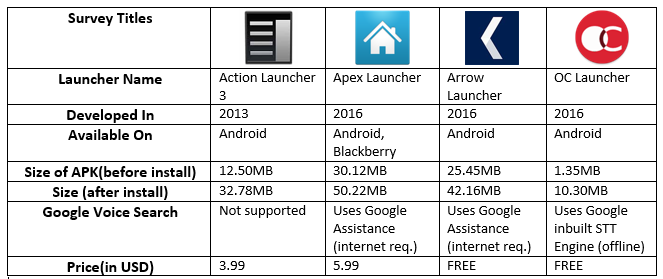 Survey Titles
Launcher Name Action Launcher 3 Apex Launcher Arrow Launcher OC Launcher
Developed In 2013 2016 2016 2016
Available On Android Android, Blackberry Android Android
Size of APK(before install) 12.50MB 30.12MB 25.45MB 1.35MB
Size (after install) 32.78MB 50.22MB 42.16MB 10.30MB
Google Voice Search Not supported Uses Google Assistance (internet req.) Uses Google Assistance (internet req.) Uses Google inbuilt STT Engine (offline)
Price(in USD) 3.99 5.99 FREE FREE